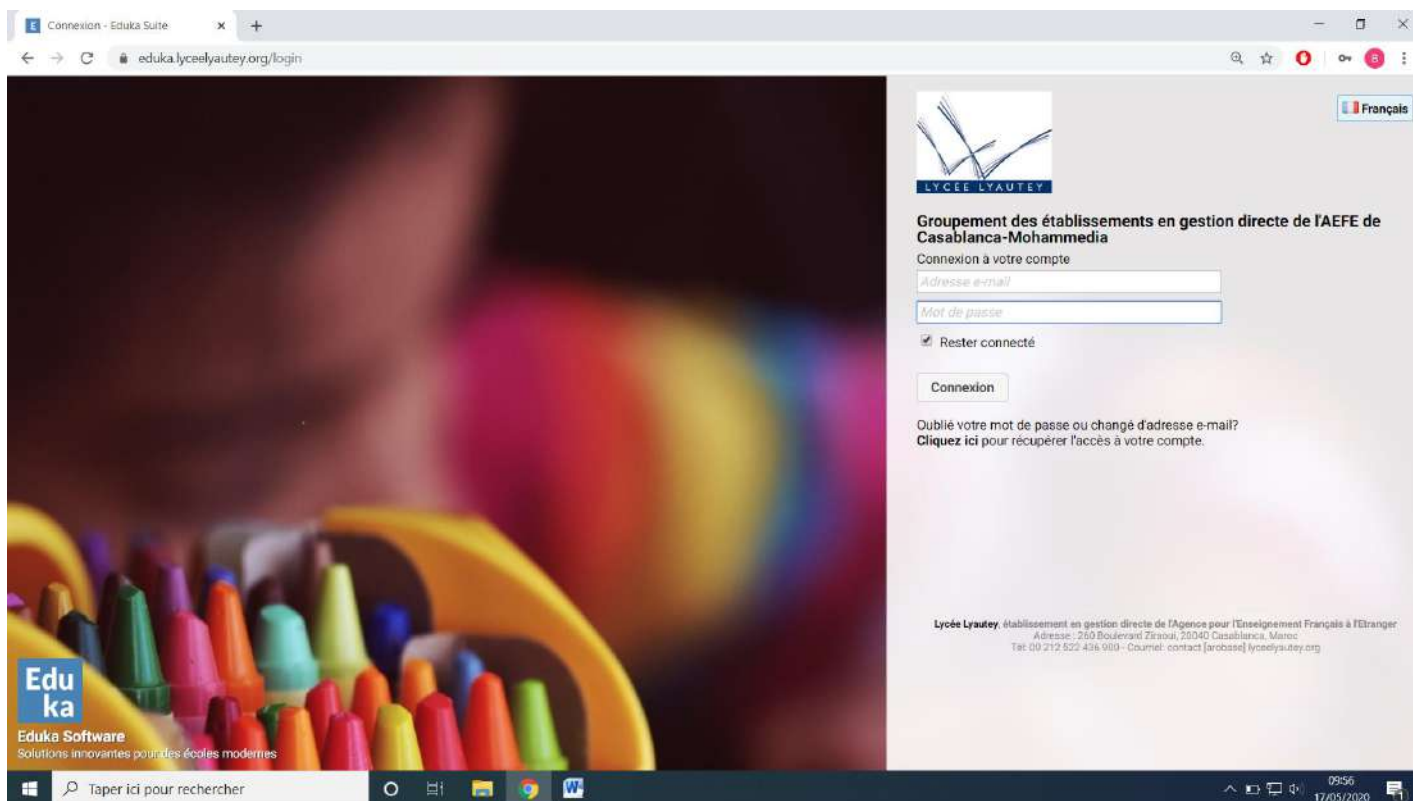 Connexion - Eduka Suite
eduka.lyceelyautey.org/login
B
Français
LYCÉE LYAUTEY
Groupement des établissements en gestion directe de l'AEFE de
Casablanca-Mohammedia
Connexion à votre compte
Adresse e-mail
Mot de passe
Rester connecté
Connexion
Oublié votre mot de passe ou changé d'adresse e-mail?
Cliquez ici pour récupérer l'accès à votre compte.
Lycée Lyautey, établissement en gestion directe de l'Agence pour l'Enseignement Français à l'Etranger
Adresse : 260 Boulevard Ziraoui, 20040 Casablanca, Maroc
Tél: 00 212 522 436 900 - Courriel: contact [arobase] lyceelyautey.org
Edu
ka
Eduka Software
Solutions innovantes pour des écoles modernes
Taper ici pour rechercher
09:56
17/05/2020